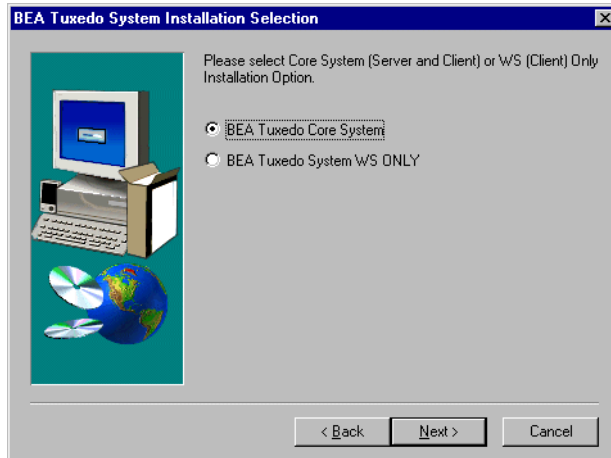 BEA Tuxedo System Installation Selection
Please select Core System (Server and Client) or WS (Client) Only
Installation Option.
BEA Tuxedo Core System
BEA Tuxedo System WS ONLY
< Back
Next >
Cancel